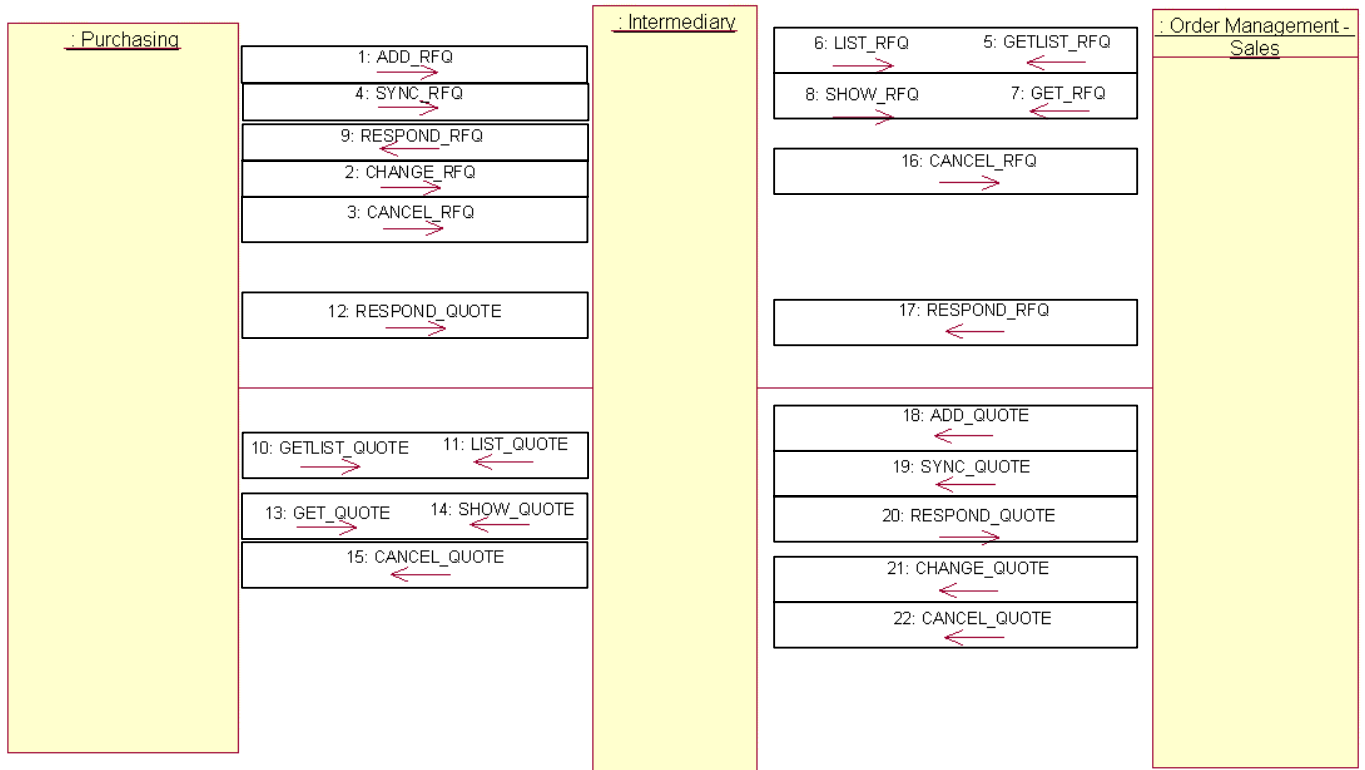 : Purchasing
: Intermediary
: Order Management -
Sales
1: ADD_RFQ
4: SYNC_RFQ
9: RESPOND_RFQ
2: CHANGE_RFQ
3: CANCEL_RFQ
12: RESPOND_QUOTE
10: GETLIST_QUOTE
11: LIST_QUOTE
13: GET_QUOTE
14: SHOW_QUOTE
15: CANCEL_QUOTE
6: LIST_RFQ
5: GETLIST_RFQ
8: SHOW_RFQ
7: GET_RFQ
16: CANCEL_RFQ
17: RESPOND_RFQ
18: ADD_QUOTE
19: SYNC_QUOTE
20: RESPOND_QUOTE
21: CHANGE_QUOTE
22: CANCEL_QUOTE